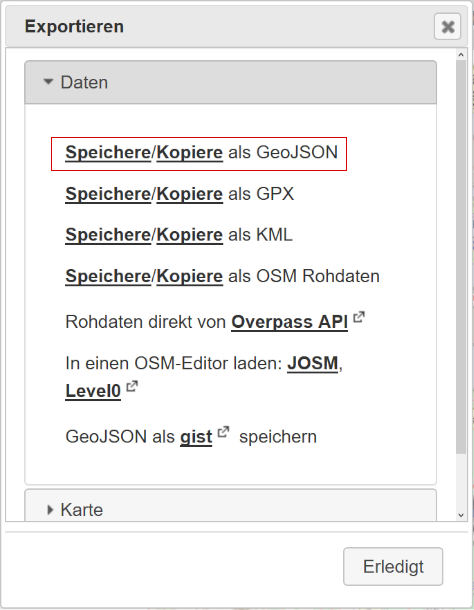 Exportieren
Daten
Speichere/Kopiere als GeoJSON
Speichere/Kopiere als GPX
Speichere/Kopiere als KML
Speichere/Kopiere als OSM Rohdaten
Rohdaten direkt von Overpass API
In einen OSM-Editor laden: JOSM,
Level0
GeoJSON als gist speichern
Karte
Erledigt